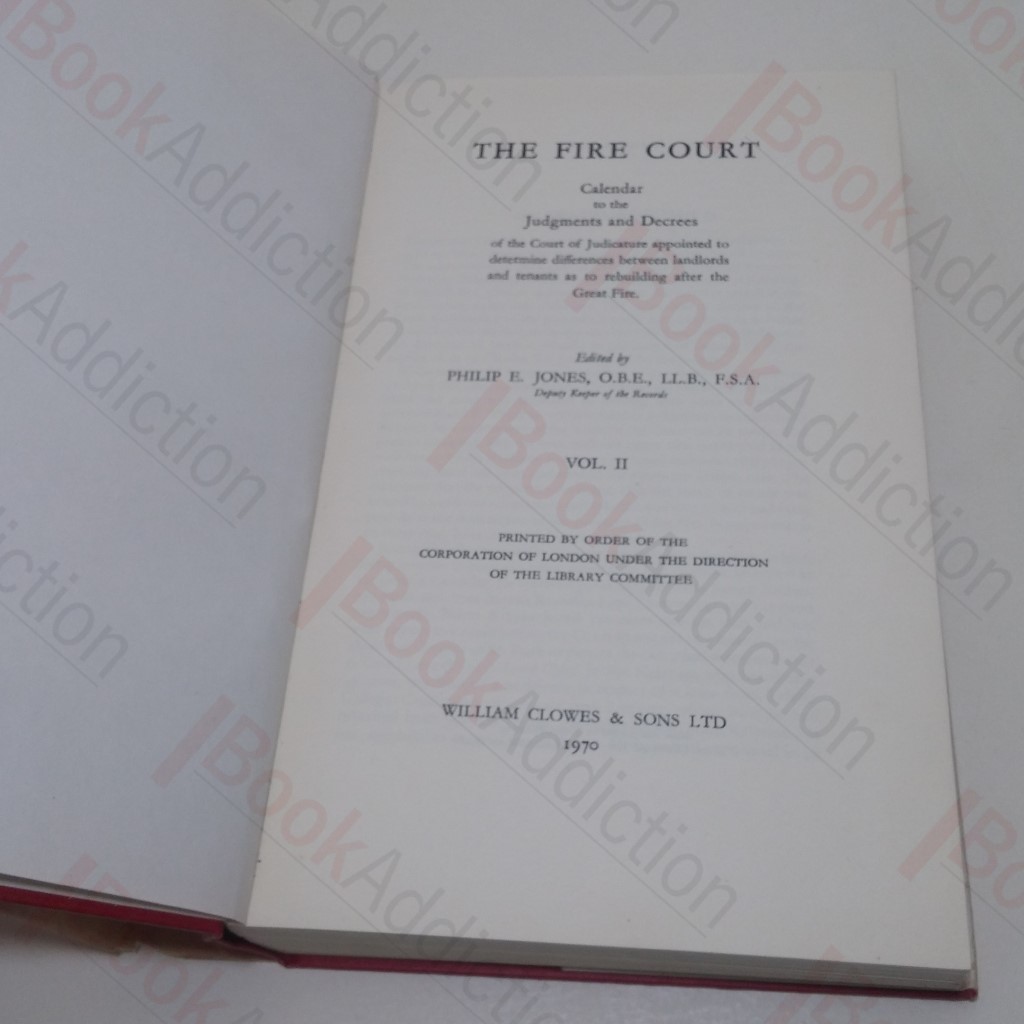 THE FIRE COURT
Calendar
to the
Judgments and Decrees
of the Court of Judicature appointed to
determine differences between landlords
and tenants as to rebuilding after the
Great Fire.
Edited by
PHILIP E. JONES, O.B.E., LL.B., F.S.A.
Deputy Keeper of the Records
VOL. II
PRINTED BY ORDER OF THE
CORPORATION OF LONDON UNDER THE DIRECTION
OF THE LIBRARY COMMITTEE
WILLIAM CLOWES & SONS LTD
1970
BookAddiction